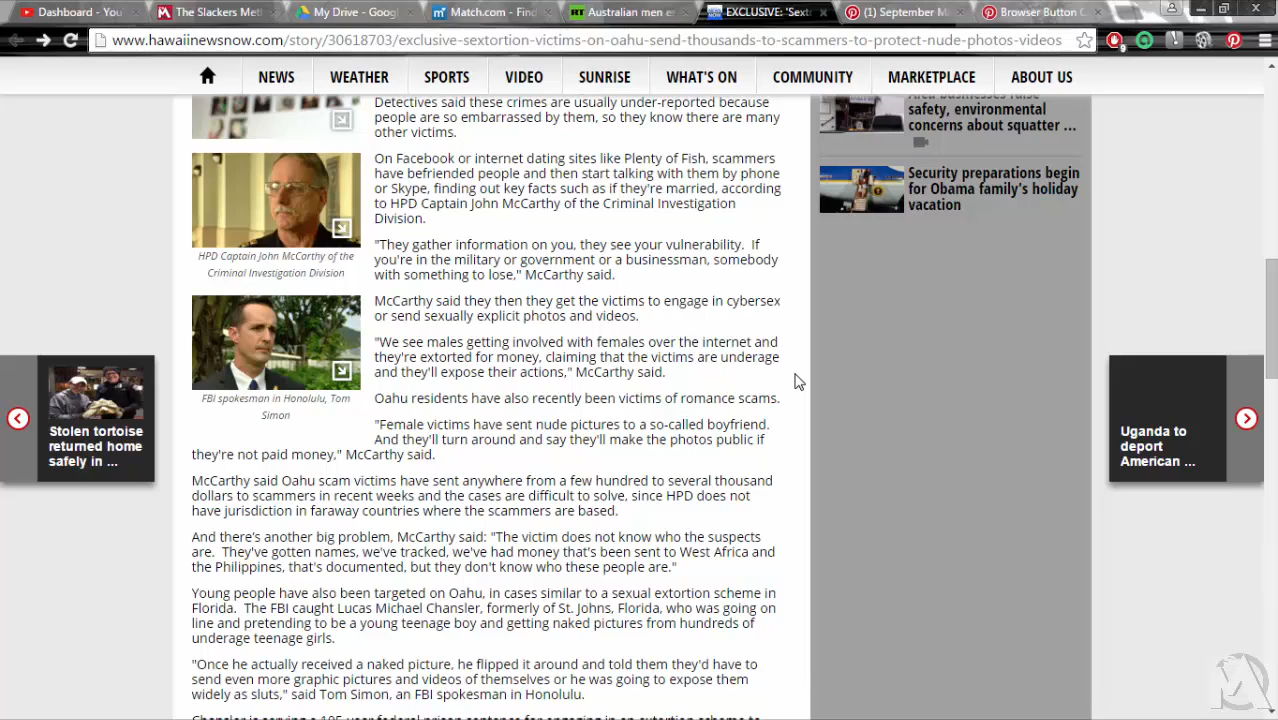 Dashboard - You
The Slackers Met
My Drive - Googl
Match.com - Find
Australian men e
EXCLUSIVE: 'Sext
(1) September M
Browser Button C
www.hawaiinewsnow.com/story/30618703/exclusive-sextortion-victims-on-oahu-send-thousands-to-scammers-to-protect-nude-photos-videos
NEWS
WEATHER
SPORTS
VIDEO
SUNRISE
WHAT'S ON
COMMUNITY
MARKETPLACE
ABOUT US
Detectives said these crimes are usually under-reported because
people are so embarrassed by them, so they know there are many
other victims.
On Facebook or internet dating sites like Plenty of Fish, scammers
have befriended people and then start talking with them by phone
or Skype, finding out key facts such as if they're married, according
to HPD Captain John McCarthy of the Criminal Investigation
Division.
HPD Captain John McCarthy of the
Criminal Investigation Division
"They gather information on you, they see your vulnerability. If
you're in the military or government or a businessman, somebody
with something to lose," McCarthy said.
McCarthy said they then they get the victims to engage in cybersex
or send sexually explicit photos and videos.
"We see males getting involved with females over the internet and
they're extorted for money, claiming that the victims are underage
and they'll expose their actions," McCarthy said.
FBI spokesman in Honolulu, Tom
Simon
Oahu residents have also recently been victims of romance scams.
"Female victims have sent nude pictures to a so-called boyfriend.
And they'll turn around and say they'll make the photos public if
they're not paid money," McCarthy said.
McCarthy said Oahu scam victims have sent anywhere from a few hundred to several thousand
dollars to scammers in recent weeks and the cases are difficult to solve, since HPD does not
have jurisdiction in faraway countries where the scammers are based.
And there's another big problem, McCarthy said: "The victim does not know who the suspects
are. They've gotten names, we've tracked, we've had money that's been sent to West Africa and
the Philippines, that's documented, but they don't know who these people are."
Young people have also been targeted on Oahu, in cases similar to a sexual extortion scheme in
Florida. The FBI caught Lucas Michael Chansler, formerly of St. Johns, Florida, who was going on
line and pretending to be a young teenage boy and getting naked pictures from hundreds of
underage teenage girls.
"Once he actually received a naked picture, he flipped it around and told them they'd have to
send even more graphic pictures and videos of themselves or he was going to expose them
widely as sluts," said Tom Simon, an FBI spokesman in Honolulu.
Chansler is serving a 105-year federal prison sentence for engaging in an extortion scheme to
Area businesses raise
safety, environmental
concerns about squatter ...
Security preparations begin
for Obama family's holiday
vacation
Stolen tortoise
returned home
safely in ...
Uganda to
deport
American ...